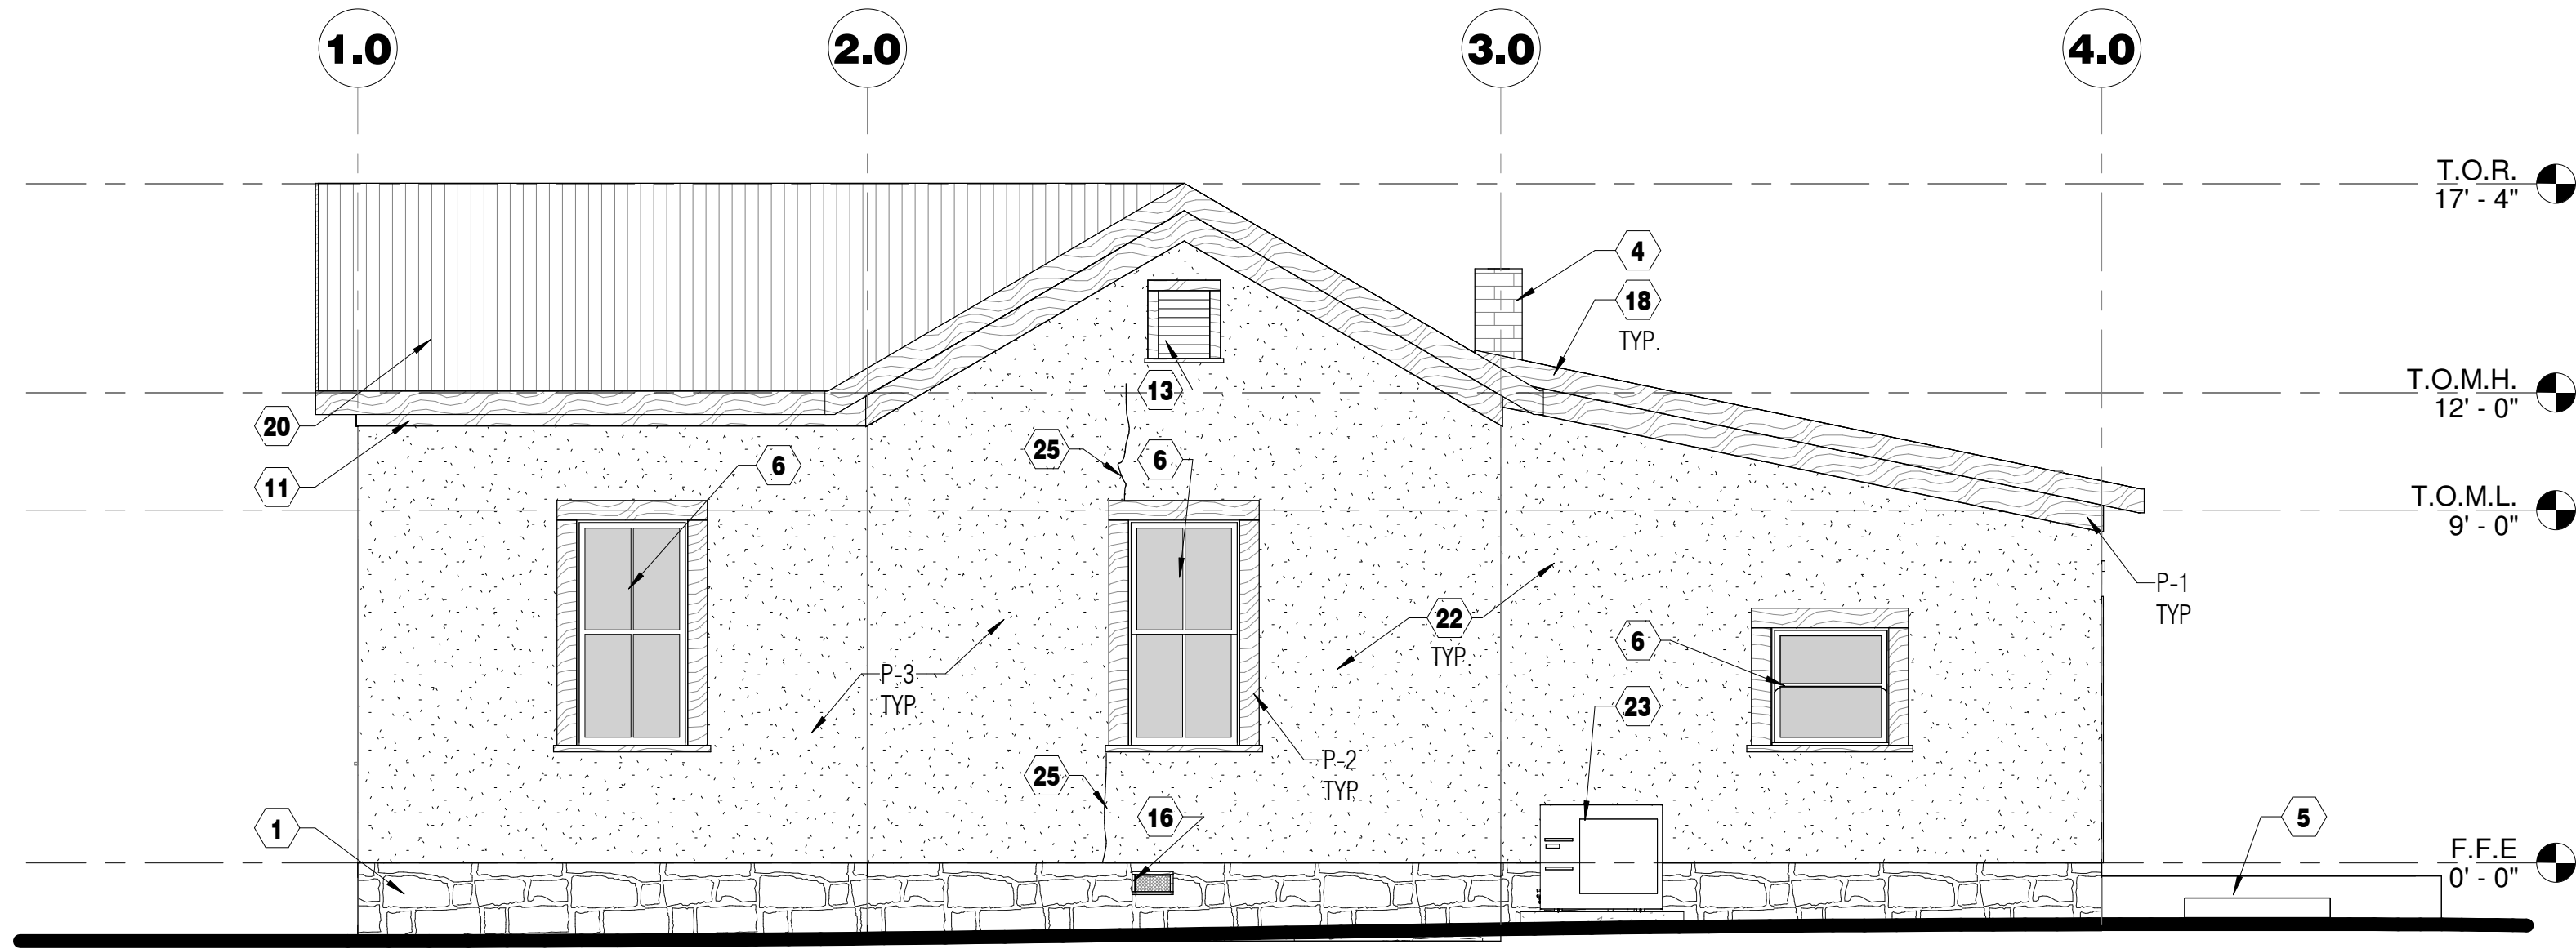 1.0
2.0
3.0
4.0
T.O.R.
17' - 4"
4
18
TYP.
T.O.M.H.
12' - 0"
13
20
25
6
6
11
T.O.M.L.
9' - 0"
P-1
TYP
22
TYP.
6
P-3
TYP
23
P-2
TYP
25
16
1
5
F.F.E
0' - 0"